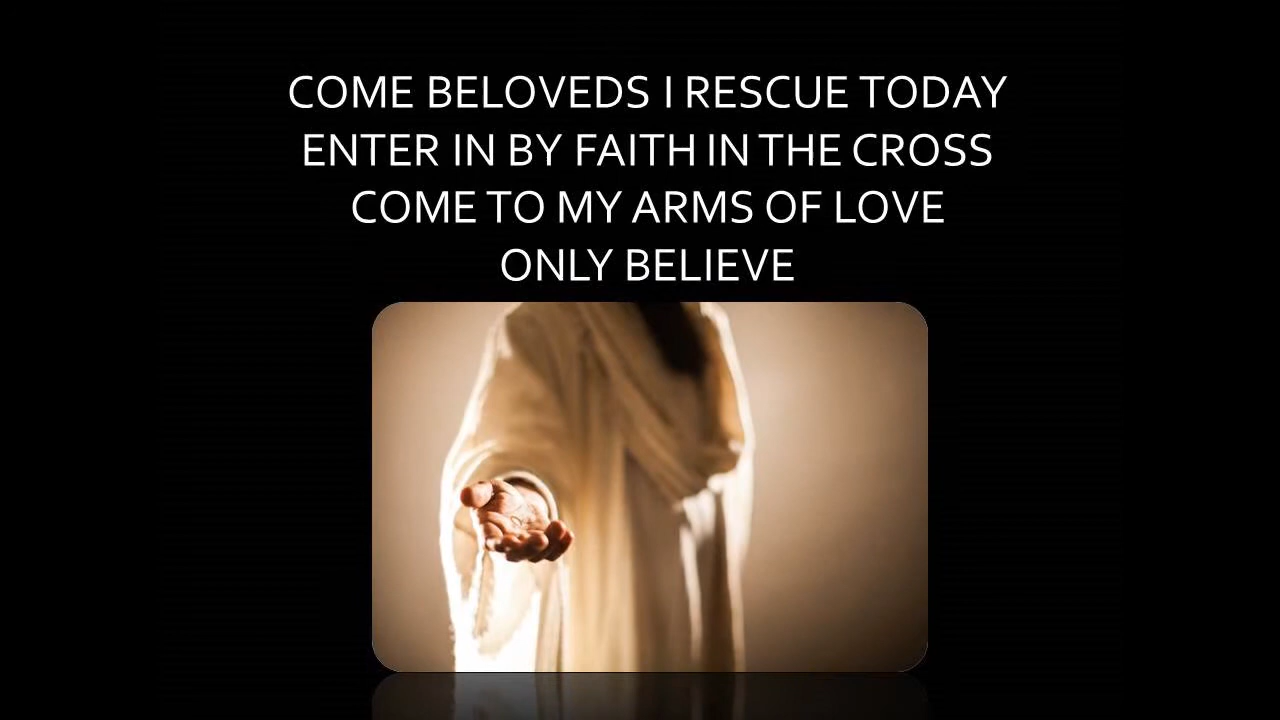 COME BELOVEDS I RESCUE TODAY
ENTER IN BY FAITH IN THE CROSS
COME TO MY ARMS OF LOVE
ONLY BELIEVE